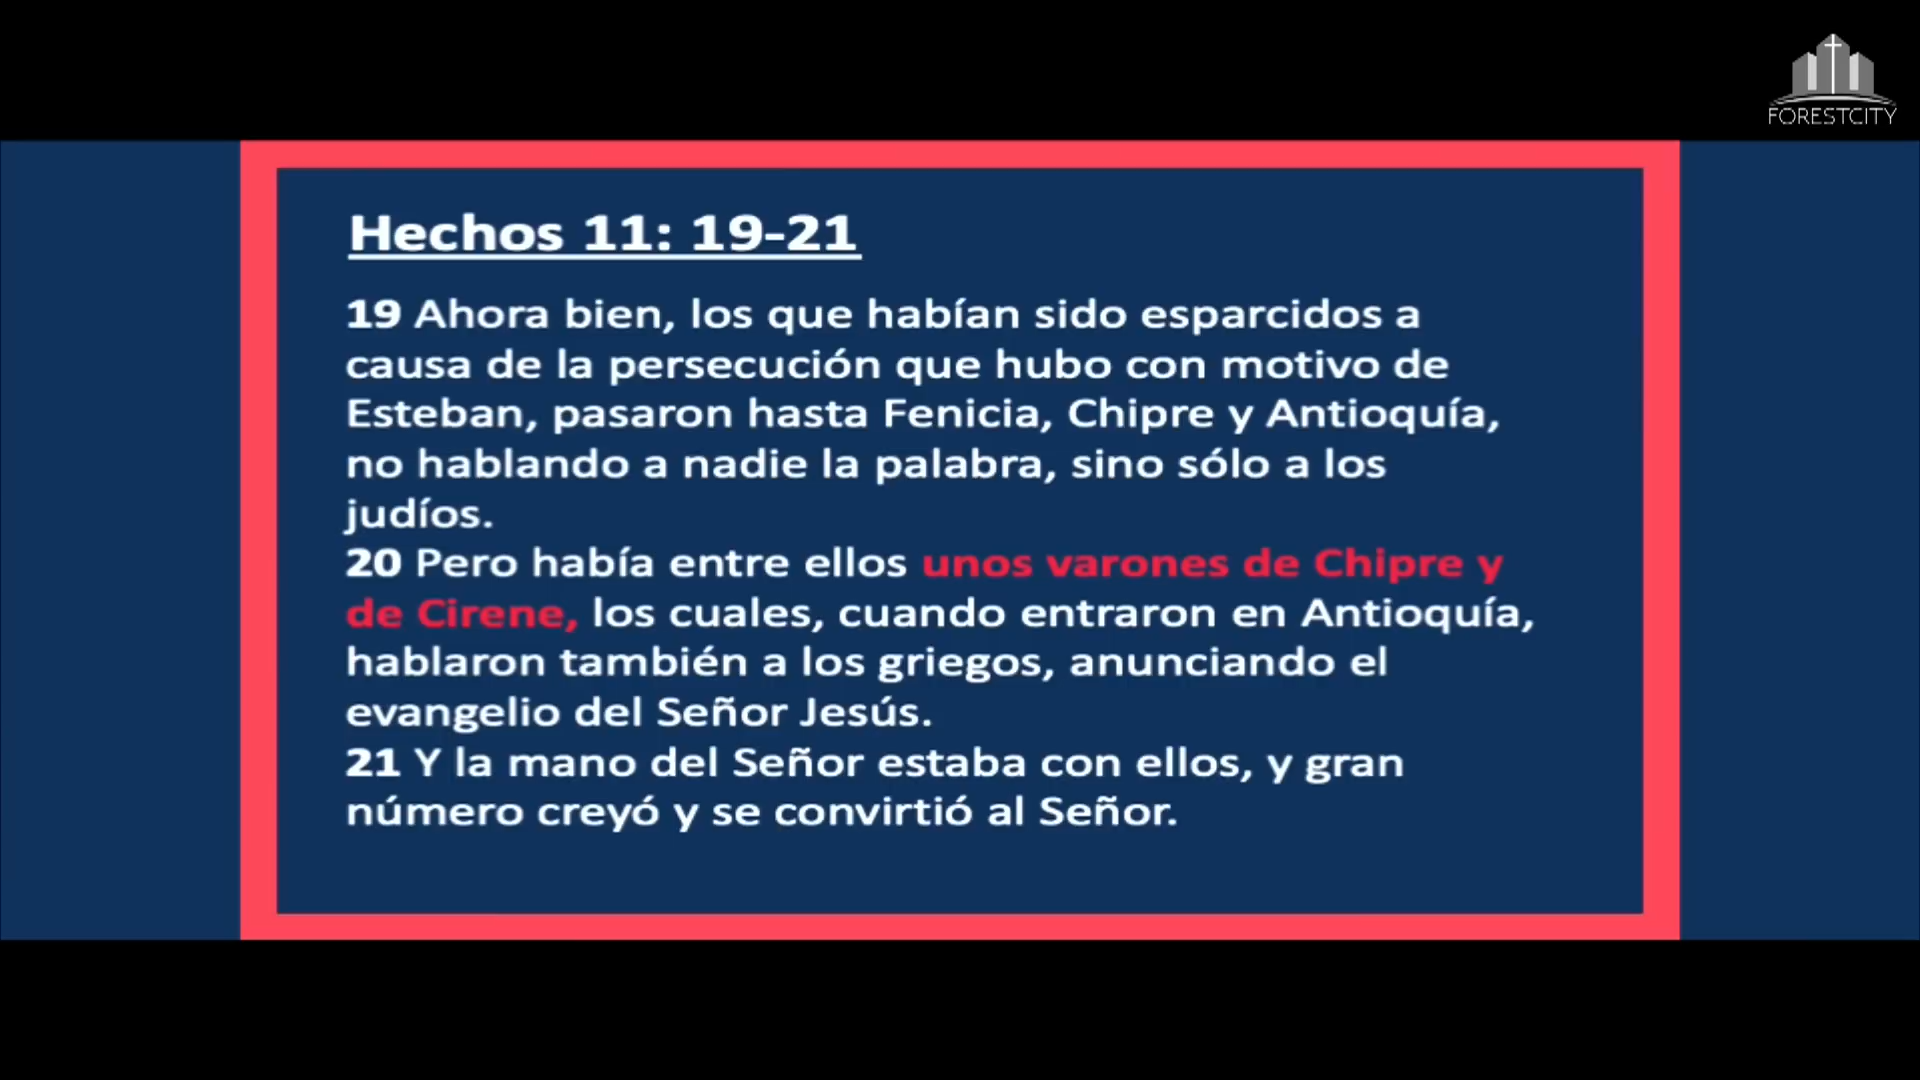 FORESTCITY
Hechos 11: 19-21
19 Ahora bien, los que habían sido esparcidos a
causa de la persecución que hubo con motivo de
Esteban, pasaron hasta Fenicia, Chipre y Antioquía,
no hablando a nadie la palabra, sino sólo a los
judíos.
20 Pero había entre ellos unos varones de Chipre y
de Cirene, los cuales, cuando entraron en Antioquía,
hablaron también a los griegos, anunciando el
evangelio del Señor Jesús.
21 Y la mano del Señor estaba con ellos, y gran
número creyó y se convirtió al Señor.